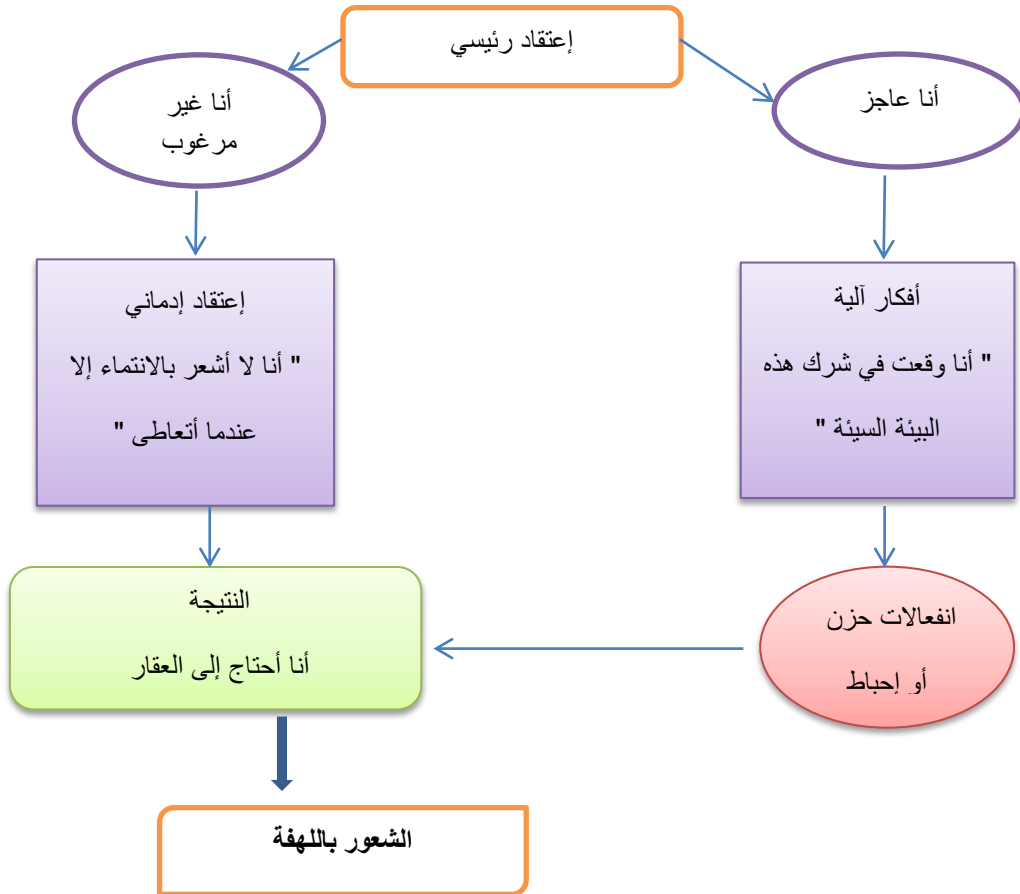 إعتقاد رئيسي
أنا عاجز
أنا غير
مرغوب
أفكار آلية
" أنا وقعت في شرك هذه
البيئة السيئة "
إعتقاد إدماني
" أنا لا أشعر بالانتماء إلا
عندما أتعاطى "
انفعالات حزن
أو إحباط
النتيجة
أنا أحتاج إلى العقار
الشعور باللهفة